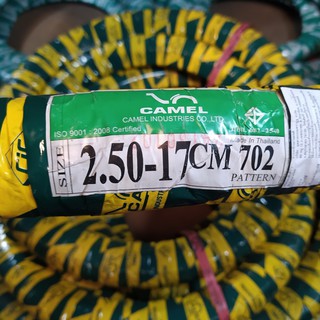 CAMEL
CAMEL INDUSTRIES CO.,LTD.
ISO 9001 - 2008 Certified
Made In Thailand
SIZE 2.50-17 CM 702
PATTERN